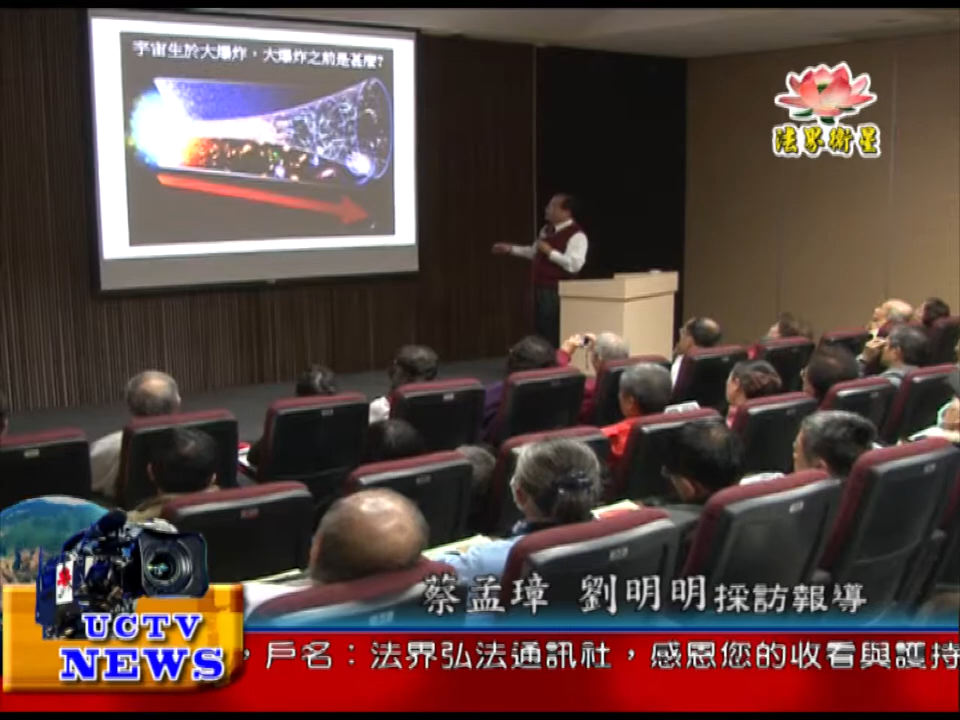 宇宙生於大爆炸，大爆炸之前是甚麼?
法界衛星
蔡孟璋 劉明明採訪報導
UCTV
NEWS
，戶名：法界弘法通訊社，感恩您的收看與護持